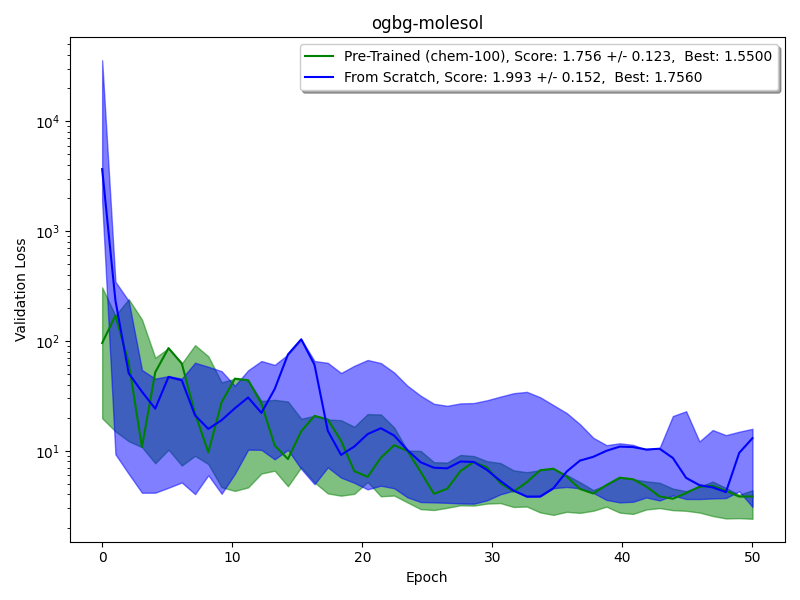 ogbg-molesol
Pre-Trained (chem-100), Score: 1.756 +/- 0.123,  Best: 1.5500
From Scratch, Score: 1.993 +/- 0.152,  Best: 1.7560
Validation Loss
10^4
10^3
10^2
10^1
0 10 20 30 40 50
Epoch